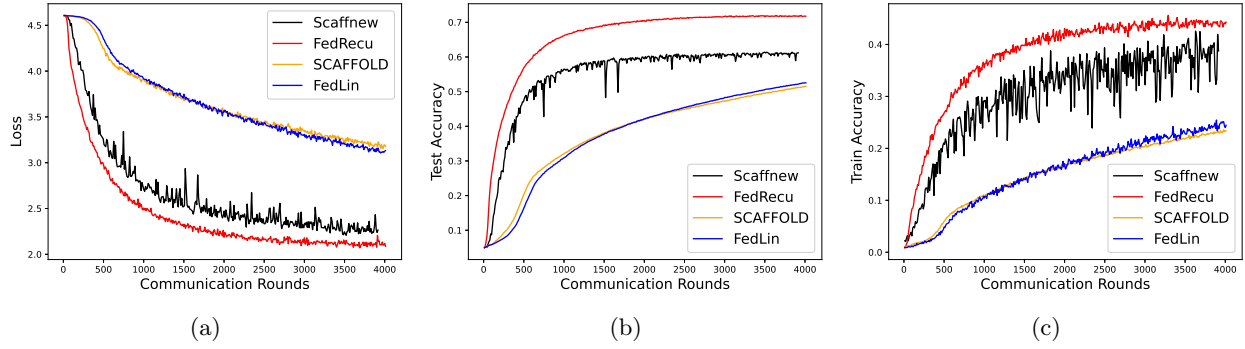 4.5
4.0
3.5
3.0
2.5
2.0
Loss
0 500 1000 1500 2000 2500 3000 3500 4000
Communication Rounds
Scaffnew
FedRecu
SCAFFOLD
FedLin
(a)
0.7
0.6
0.5
0.4
0.3
0.2
0.1
Test Accuracy
0 500 1000 1500 2000 2500 3000 3500 4000
Communication Rounds
Scaffnew
FedRecu
SCAFFOLD
FedLin
(b)
0.4
0.3
0.2
0.1
0.0
Train Accuracy
0 500 1000 1500 2000 2500 3000 3500 4000
Communication Rounds
Scaffnew
FedRecu
SCAFFOLD
FedLin
(c)